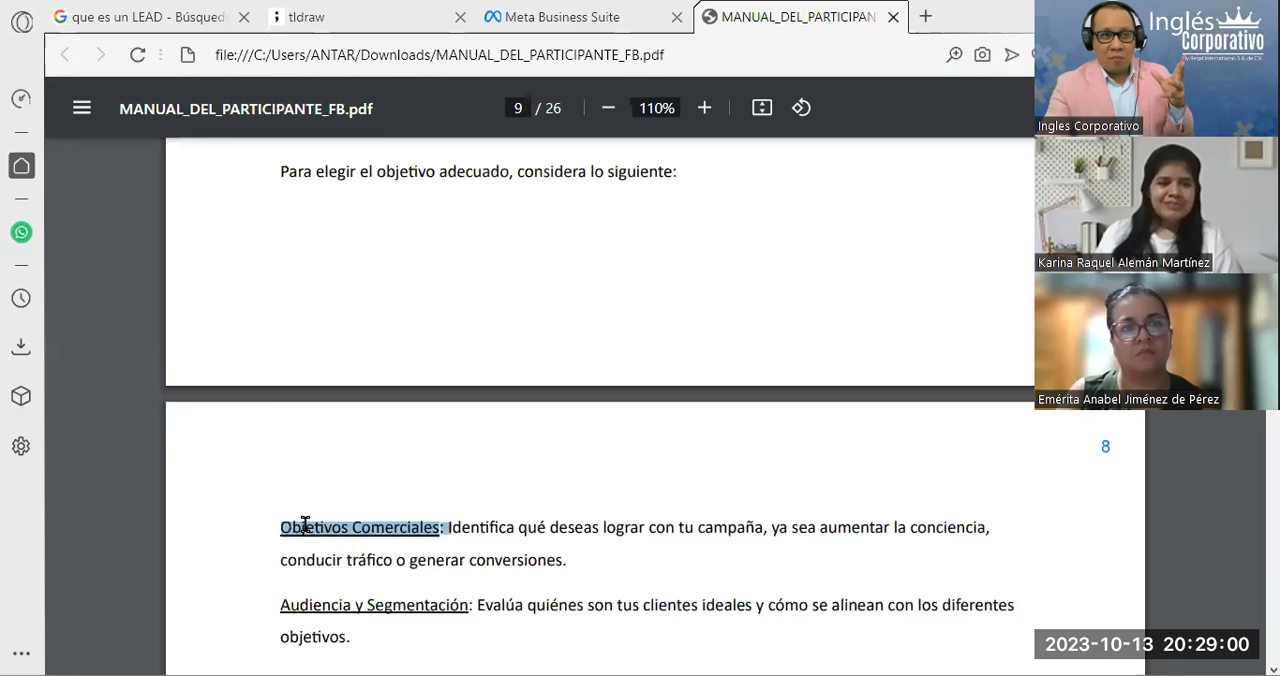 que es un LEAD - Búsqued
tldraw
Meta Business Suite
MANUAL_DEL_PARTICIPAN
file:///C:/Users/ANTAR/Downloads/MANUAL_DEL_PARTICIPANTE_FB.pdf
MANUAL_DEL_PARTICIPANTE_FB.pdf
9 / 26
110%
Para elegir el objetivo adecuado, considera lo siguiente:
8
Objetivos Comerciales: Identifica qué deseas lograr con tu campaña, ya sea aumentar la conciencia,
conducir tráfico o generar conversiones.
Audiencia y Segmentación: Evalúa quiénes son tus clientes ideales y cómo se alinean con los diferentes
objetivos.
Inglés
Corporativo
By Regal International, S.A. de C.V.
Ingles Corporativo
Karina Raquel Alemán Martínez
Emérita Anabel Jiménez de Pérez
2023-10-13 20:29:00